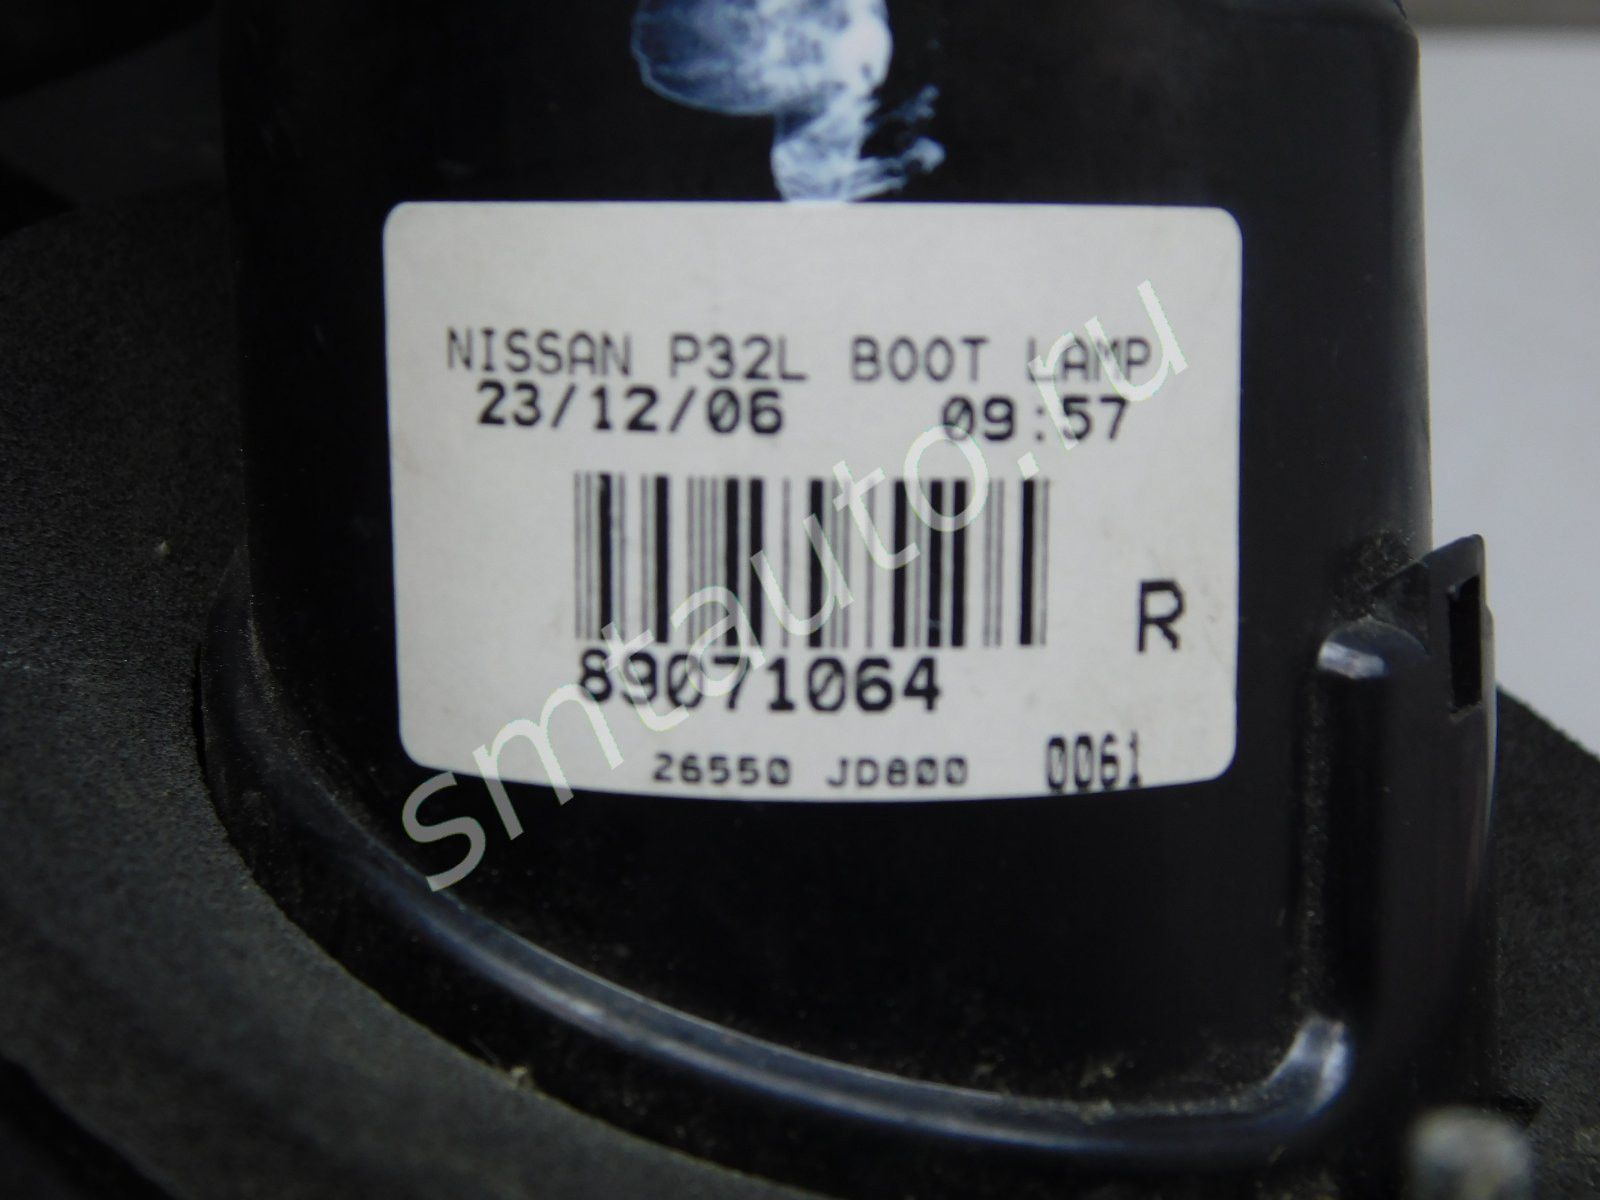 NISSAN P32L BOOT LAMP
23/12/06 09:57
R
89071064
26550 JD800 0061
smtauto.ru